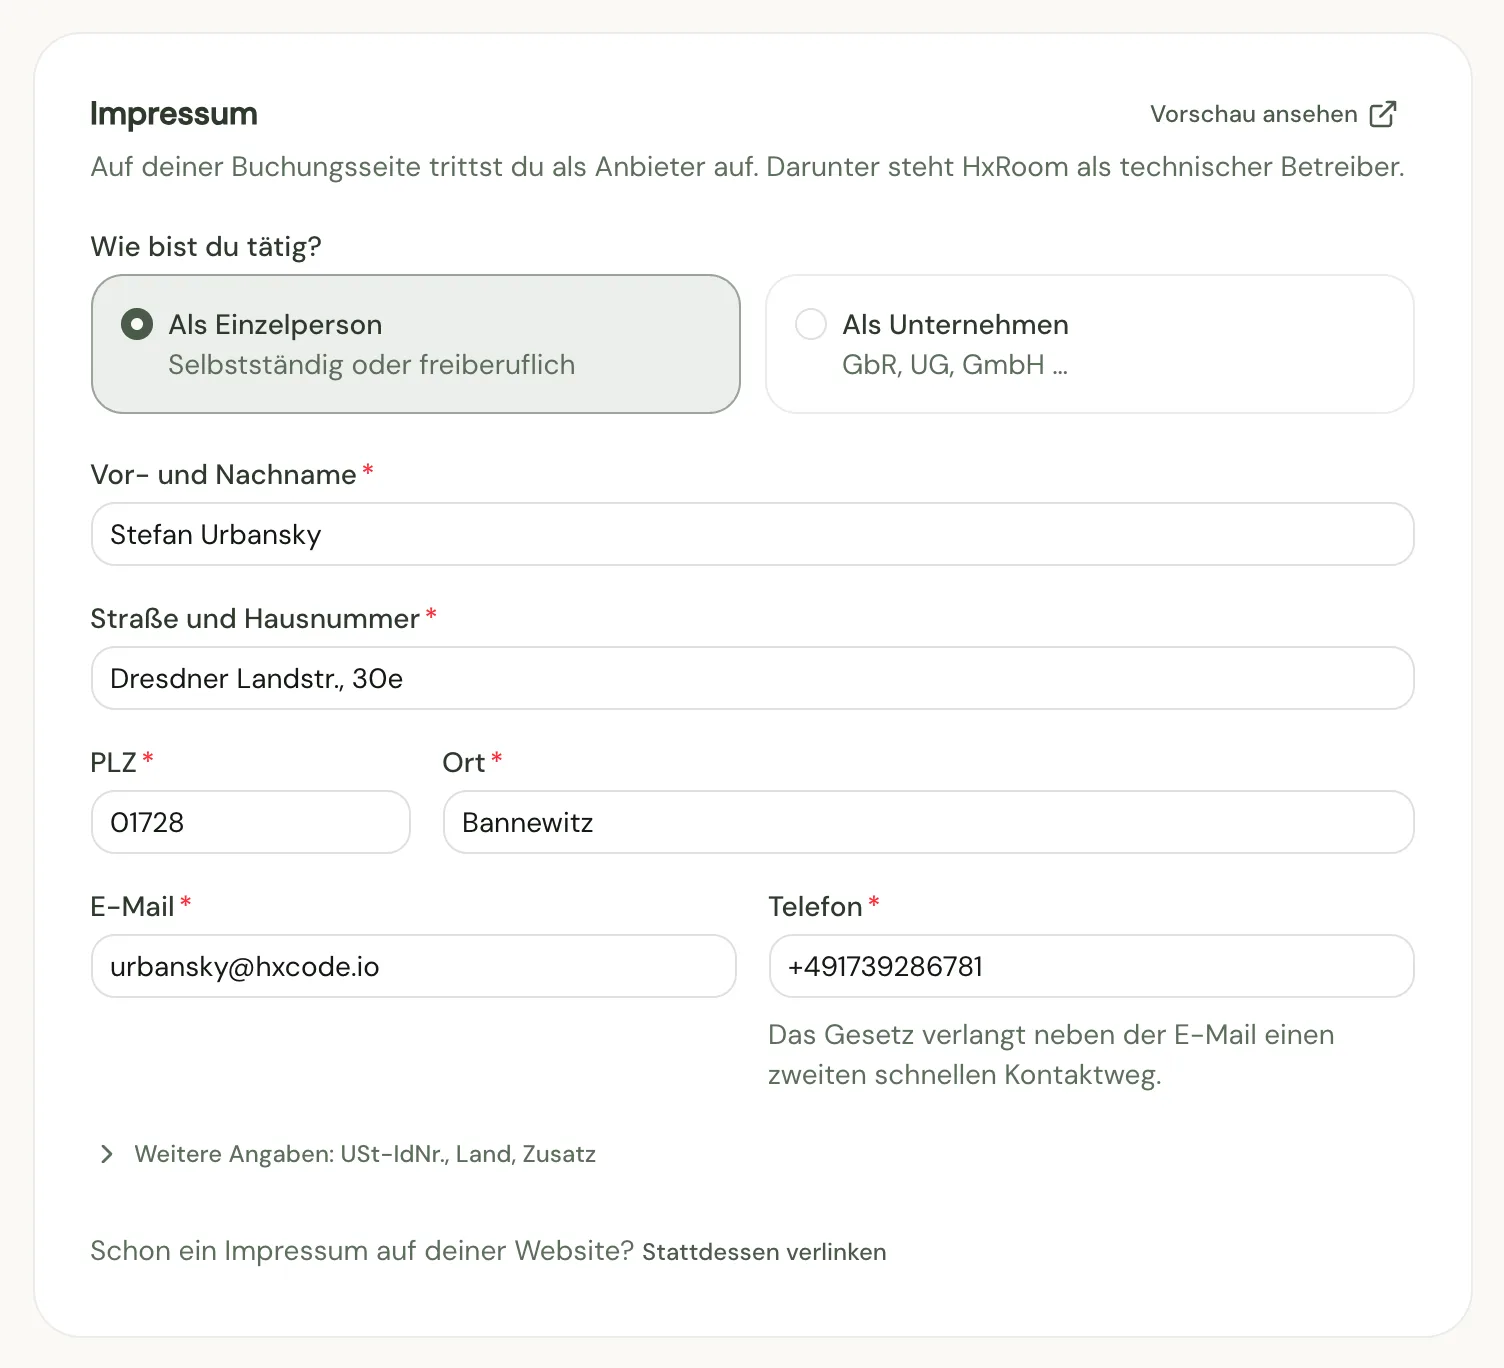 Impressum
Vorschau ansehen
Auf deiner Buchungsseite trittst du als Anbieter auf. Darunter steht HxRoom als technischer Betreiber.
Wie bist du tätig?
Als Einzelperson
Selbstständig oder freiberuflich
Als Unternehmen
GbR, UG, GmbH ...
Vor- und Nachname *
Stefan Urbansky
Straße und Hausnummer *
Dresdner Landstr., 30e
PLZ *
01728
Ort *
Bannewitz
E-Mail *
urbansky@hxcode.io
Telefon *
+491739286781
Das Gesetz verlangt neben der E-Mail einen
zweiten schnellen Kontaktweg.
Weitere Angaben: USt-IdNr., Land, Zusatz
Schon ein Impressum auf deiner Website? Stattdessen verlinken